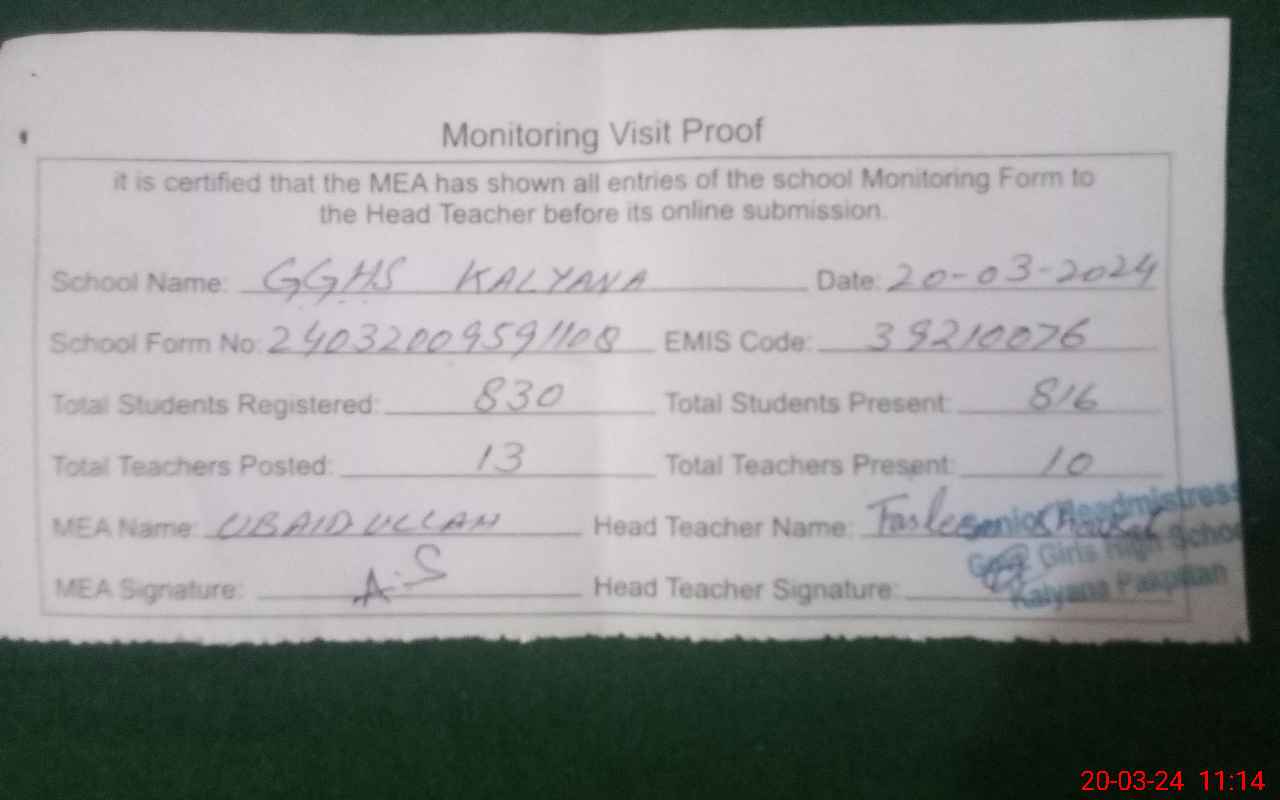 Monitoring Visit Proof
it is certified that the MEA has shown all entries of the school Monitoring Form to
the Head Teacher before its online submission.
School Name: GGHS KALYANA Date: 20-03-2024
School Form No: 24032009591108 EMIS Code: 39210076
Total Students Registered: 830 Total Students Present: 816
Total Teachers Posted: 13 Total Teachers Present: 10
MEA Name: UBAID ULLAH Head Teacher Name:
Senior Headmistress
Girls High School
MEA Signature: A.S Head Teacher Signature:
Kalyana Pakpattan
20-03-24 11:14